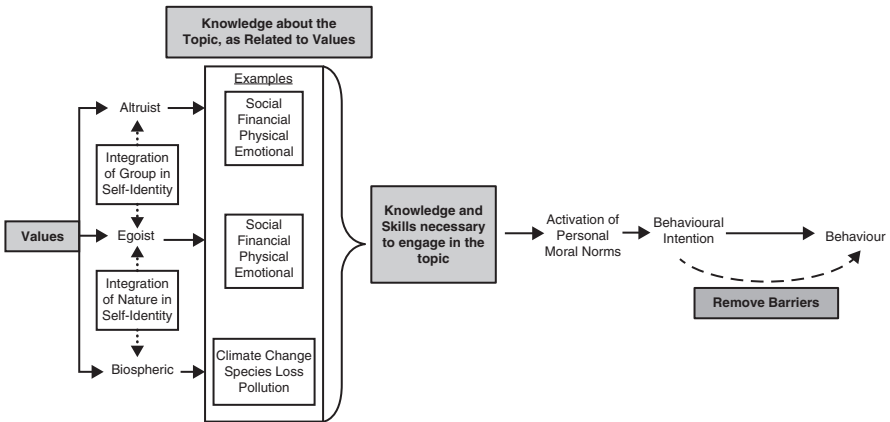 Knowledge about the
Topic, as Related to Values
Examples
Altruist
Social
Financial
Physical
Emotional
Integration
of Group in
Self-Identity
Values
Egoist
Social
Financial
Physical
Emotional
Integration
of Nature in
Self-Identity
Biospheric
Climate Change
Species Loss
Pollution
Knowledge and
Skills necessary
to engage in the
topic
Activation of
Personal
Moral Norms
Behavioural
Intention
Behaviour
Remove Barriers